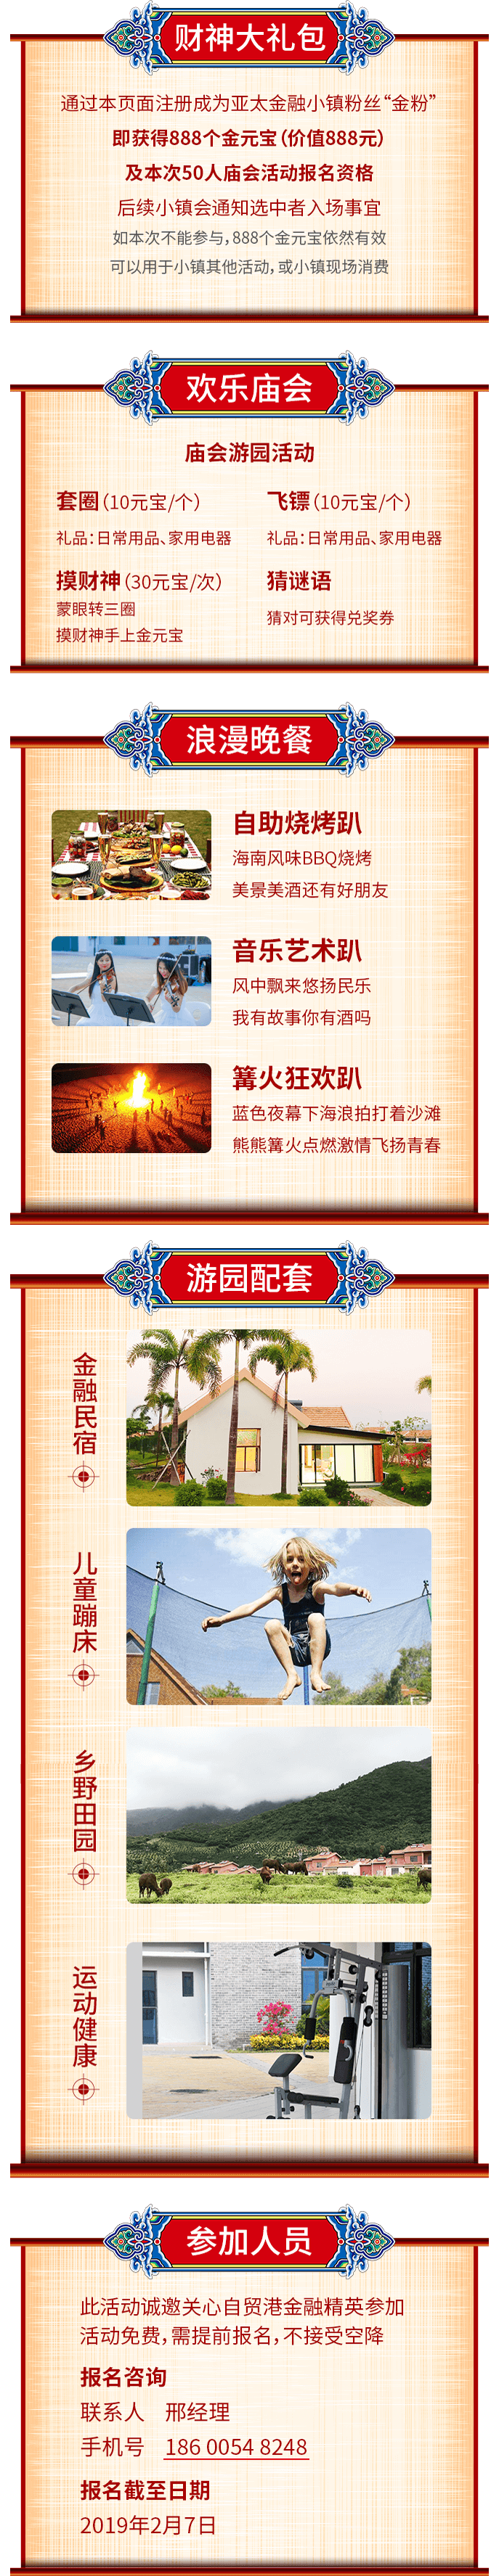 财神大礼包
通过本页面注册成为亚太金融小镇粉丝“金粉”
即获得888个金元宝(价值888元)
及本次50人庙会活动报名资格
后续小镇会通知选中者入场事宜
如本次不能参与,888个金元宝依然有效
可以用于小镇其他活动,或小镇现场消费
欢乐庙会
庙会游园活动
套圈(10元宝/个)
礼品:日常用品、家用电器
飞镖(10元宝/个)
礼品:日常用品、家用电器
摸财神(30元宝/次)
蒙眼转三圈
摸财神手上金元宝
猜谜语
猜对可获得兑奖券
浪漫晚餐
自助烧烤趴
海南风味BBQ烧烤
美景美酒还有好朋友
音乐艺术趴
风中飘来悠扬民乐
我有故事你有酒吗
篝火狂欢趴
蓝色夜幕下海浪拍打着沙滩
熊熊篝火点燃激情飞扬青春
游园配套
金融民宿
儿童蹦床
乡野田园
运动健康
参加人员
此活动诚邀关心自贸港金融精英参加
活动免费,需提前报名,不接受空降
报名咨询
联系人 邢经理
手机号 186 0054 8248
报名截至日期
2019年2月7日